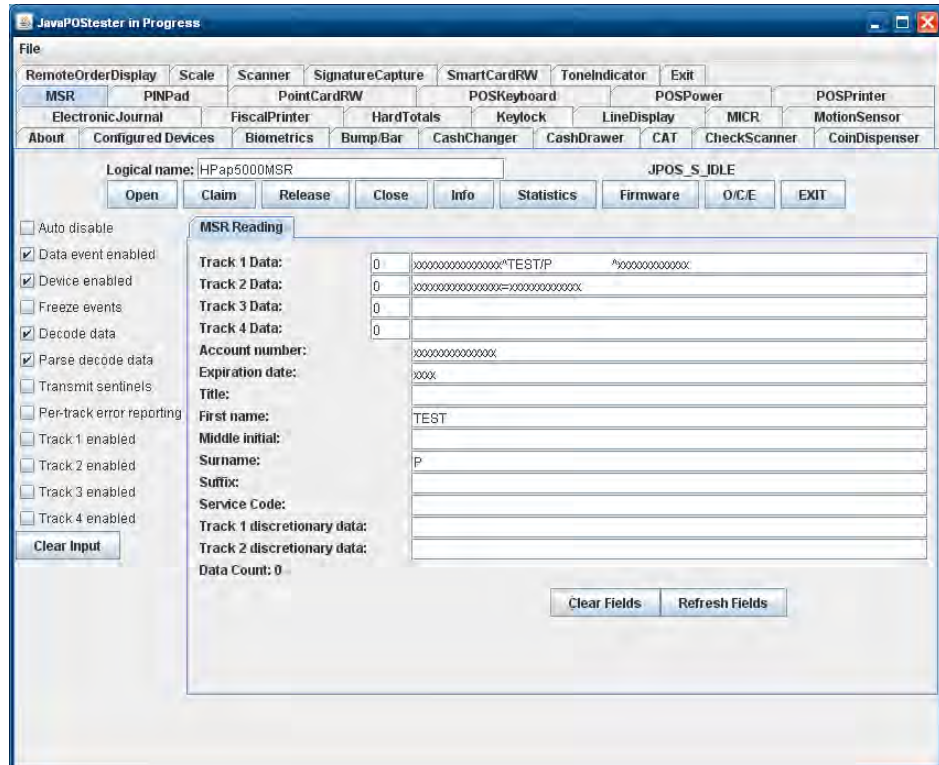 JavaPOStester in Progress
File
RemoteOrderDisplay Scale Scanner SignatureCapture SmartCardRW ToneIndicator Exit
MSR PINPad PointCardRW POSKeyboard POSPower POSPrinter
ElectronicJournal FiscalPrinter HardTotals Keylock LineDisplay MICR MotionSensor
About Configured Devices Biometrics Bump/Bar CashChanger CashDrawer CAT CheckScanner CoinDispenser
Logical name: HPap5000MSR JPOS_S_IDLE
Open Claim Release Close Info Statistics Firmware O/C/E EXIT
Auto disable
Data event enabled
Device enabled
Freeze events
Decode data
Parse decode data
Transmit sentinels
Per-track error reporting
Track 1 enabled
Track 2 enabled
Track 3 enabled
Track 4 enabled
Clear Input
MSR Reading
Track 1 Data: 0 ^TEST/P
Track 2 Data: 0
Track 3 Data: 0
Track 4 Data: 0
Account number:
Expiration date: xxxx
Title:
First name: TEST
Middle initial:
Surname: P
Suffix:
Service Code:
Track 1 discretionary data:
Track 2 discretionary data:
Data Count: 0
Clear Fields Refresh Fields